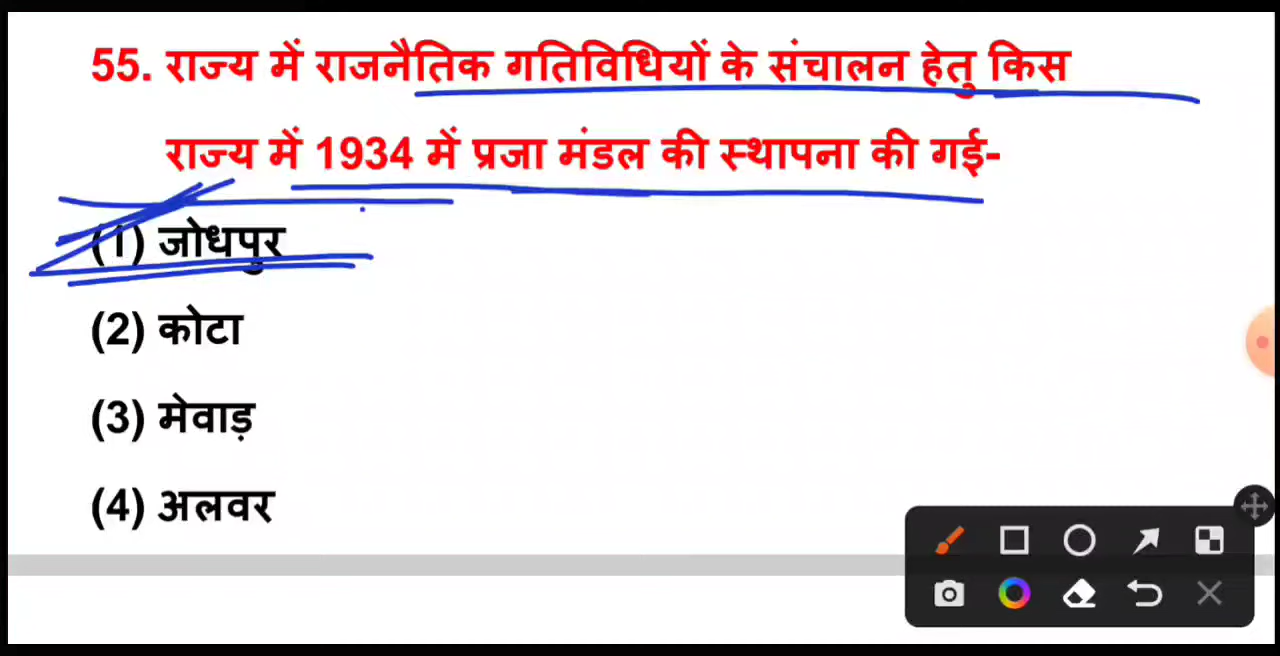 55. राज्य में राजनैतिक गतिविधियों के संचालन हेतु किस
राज्य में 1934 में प्रजा मंडल की स्थापना की गई-
(1) जोधपुर
(2) कोटा
(3) मेवाड़
(4) अलवर